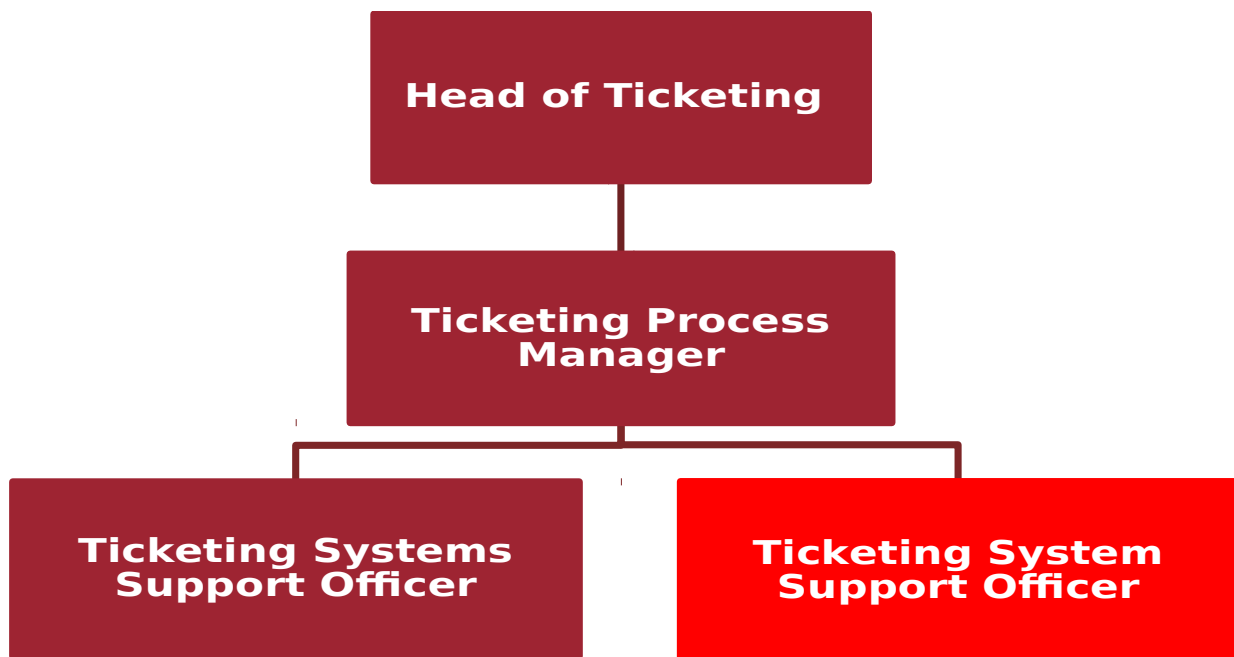 Head of Ticketing
Ticketing Process
Manager
Ticketing Systems
Support Officer
Ticketing System
Support Officer